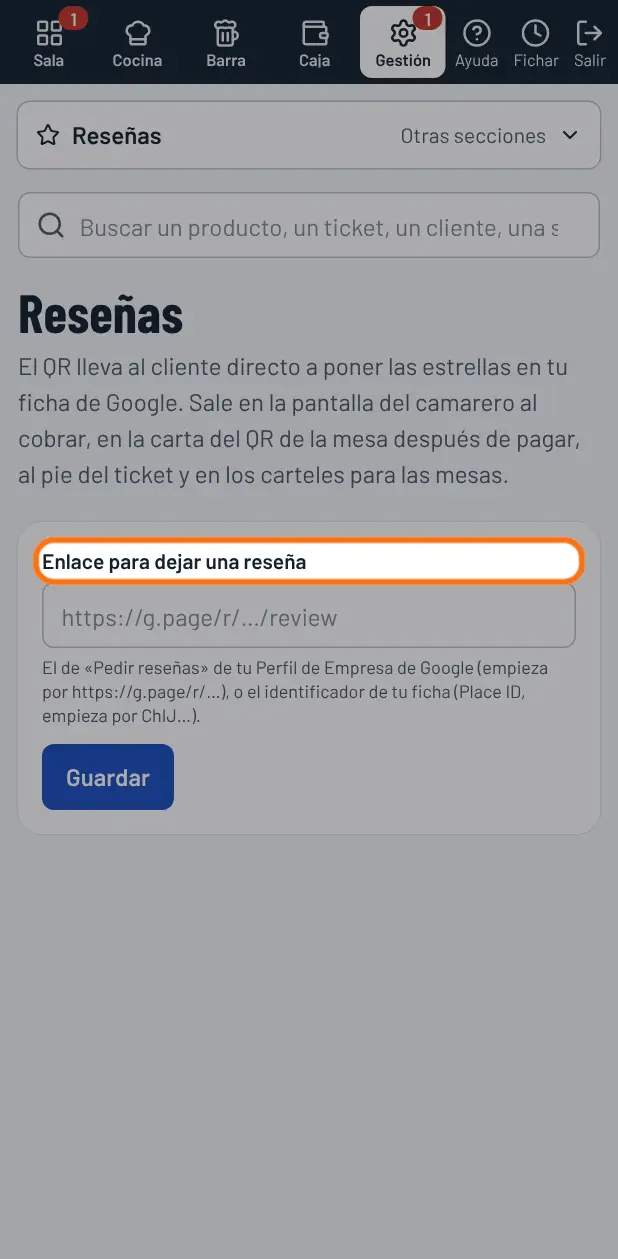 1
1
Sala
Cocina
Barra
Caja
Gestión
Ayuda
Fichar
Salir
Reseñas
Otras secciones
Buscar un producto, un ticket, un cliente, una s
Reseñas
El QR lleva al cliente directo a poner las estrellas en tu
ficha de Google. Sale en la pantalla del camarero al
cobrar, en la carta del QR de la mesa después de pagar,
al pie del ticket y en los carteles para las mesas.
Enlace para dejar una reseña
https://g.page/r/.../review
El de «Pedir reseñas» de tu Perfil de Empresa de Google (empieza
por https://g.page/r/...), o el identificador de tu ficha (Place ID,
empieza por ChIJ...).
Guardar